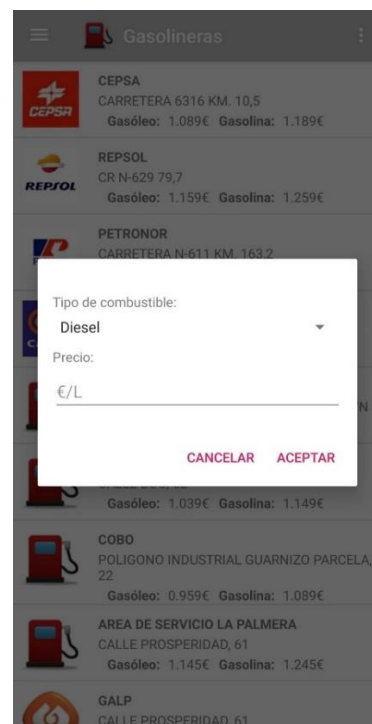 Gasolineras
CEPSA
CEPSA
CARRETERA 6316 KM. 10,5
Gasóleo: 1.089€ Gasolina: 1.189€
REPSOL
REPSOL
CR N-629 79,7
Gasóleo: 1.159€ Gasolina: 1.259€
PETRONOR
CARRETERA N-611 KM. 163,2
Tipo de combustible:
Diesel
Precio:
€/L
CANCELAR ACEPTAR
Gasóleo: 1.039€ Gasolina: 1.149€
COBO
POLIGONO INDUSTRIAL GUARNIZO PARCELA,
22
Gasóleo: 0.959€ Gasolina: 1.089€
AREA DE SERVICIO LA PALMERA
CALLE PROSPERIDAD, 61
Gasóleo: 1.145€ Gasolina: 1.245€
GALP
CALLE PROSPERIDAD, 61